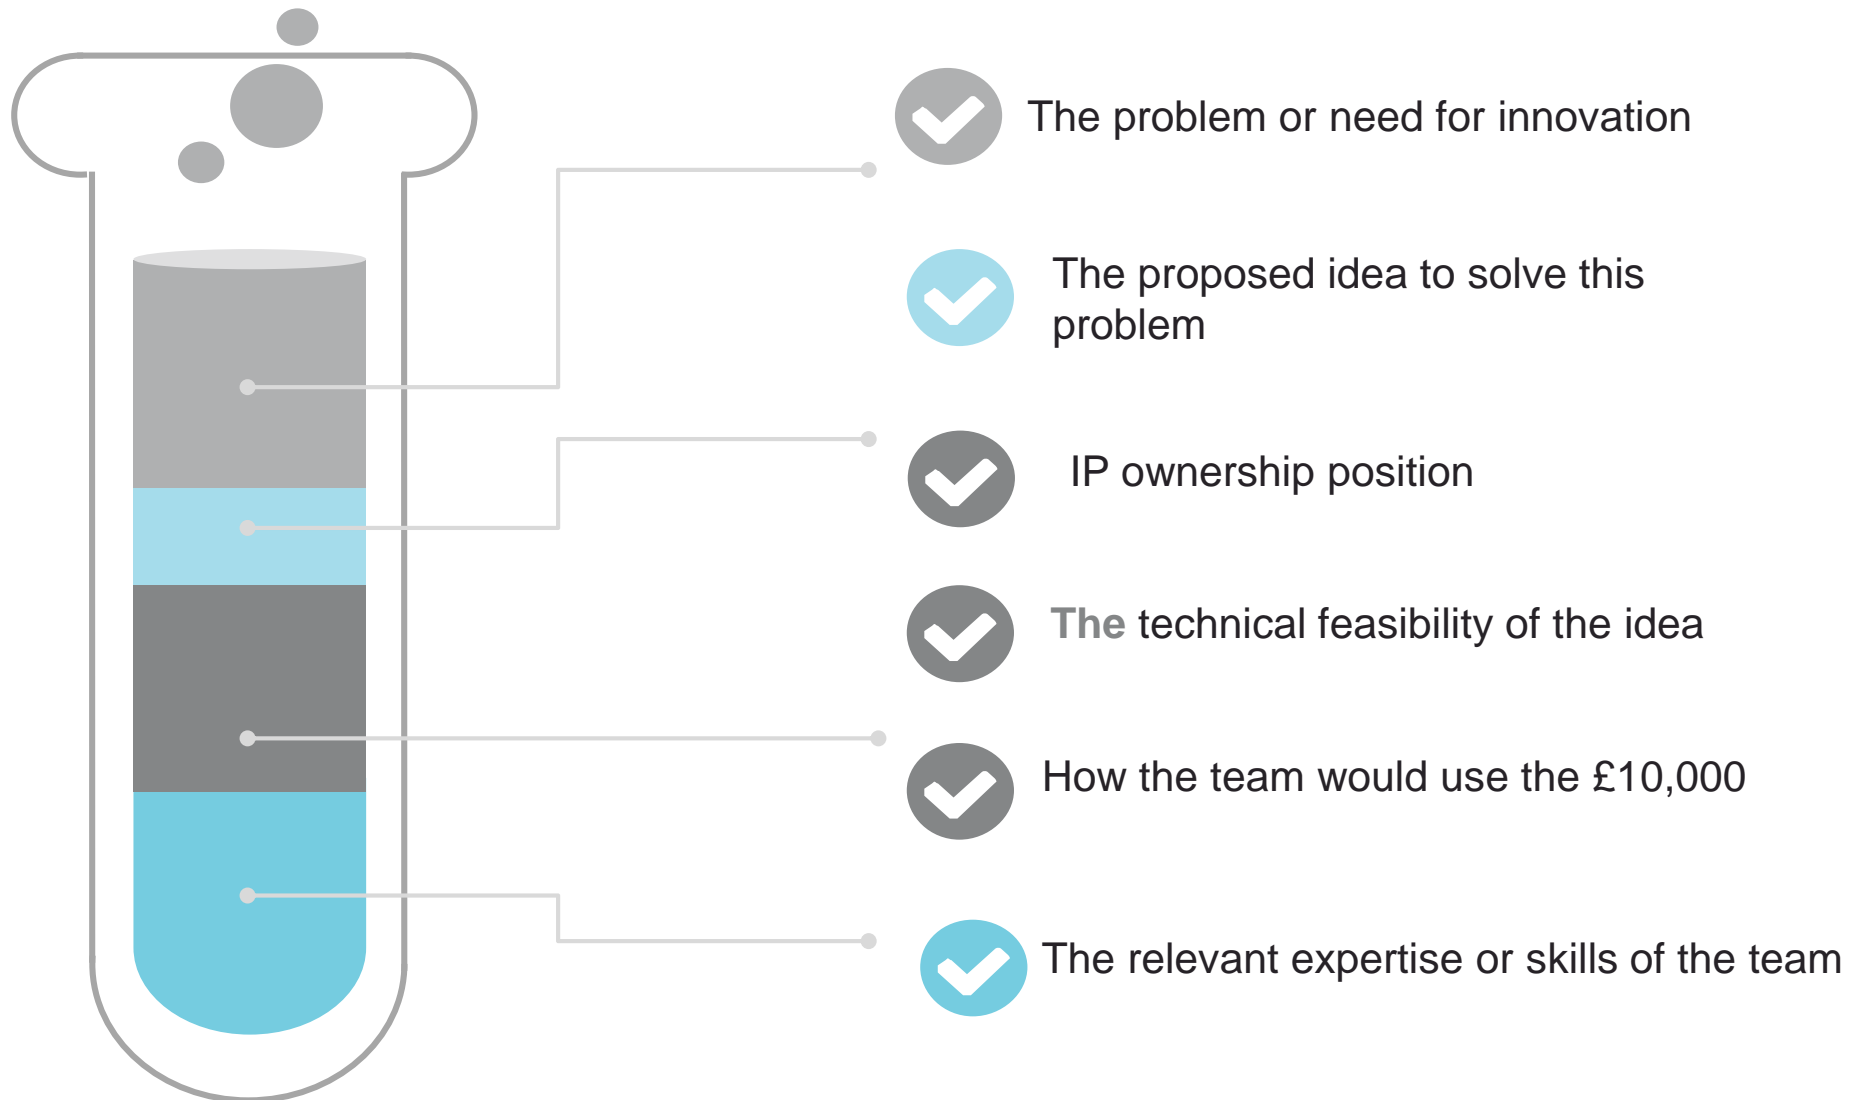 The problem or need for innovation
The proposed idea to solve this
problem
IP ownership position
The technical feasibility of the idea
How the team would use the £10,000
The relevant expertise or skills of the team